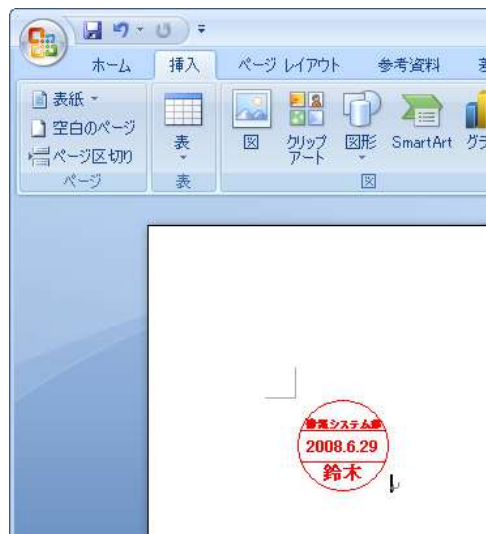 ホーム 挿入 ページ レイアウト 参考資料
表紙
空白のページ
ページ区切り
ページ
表
表
図
クリップ
アート
図形
SmartArt
図
2008.6.29
鈴木